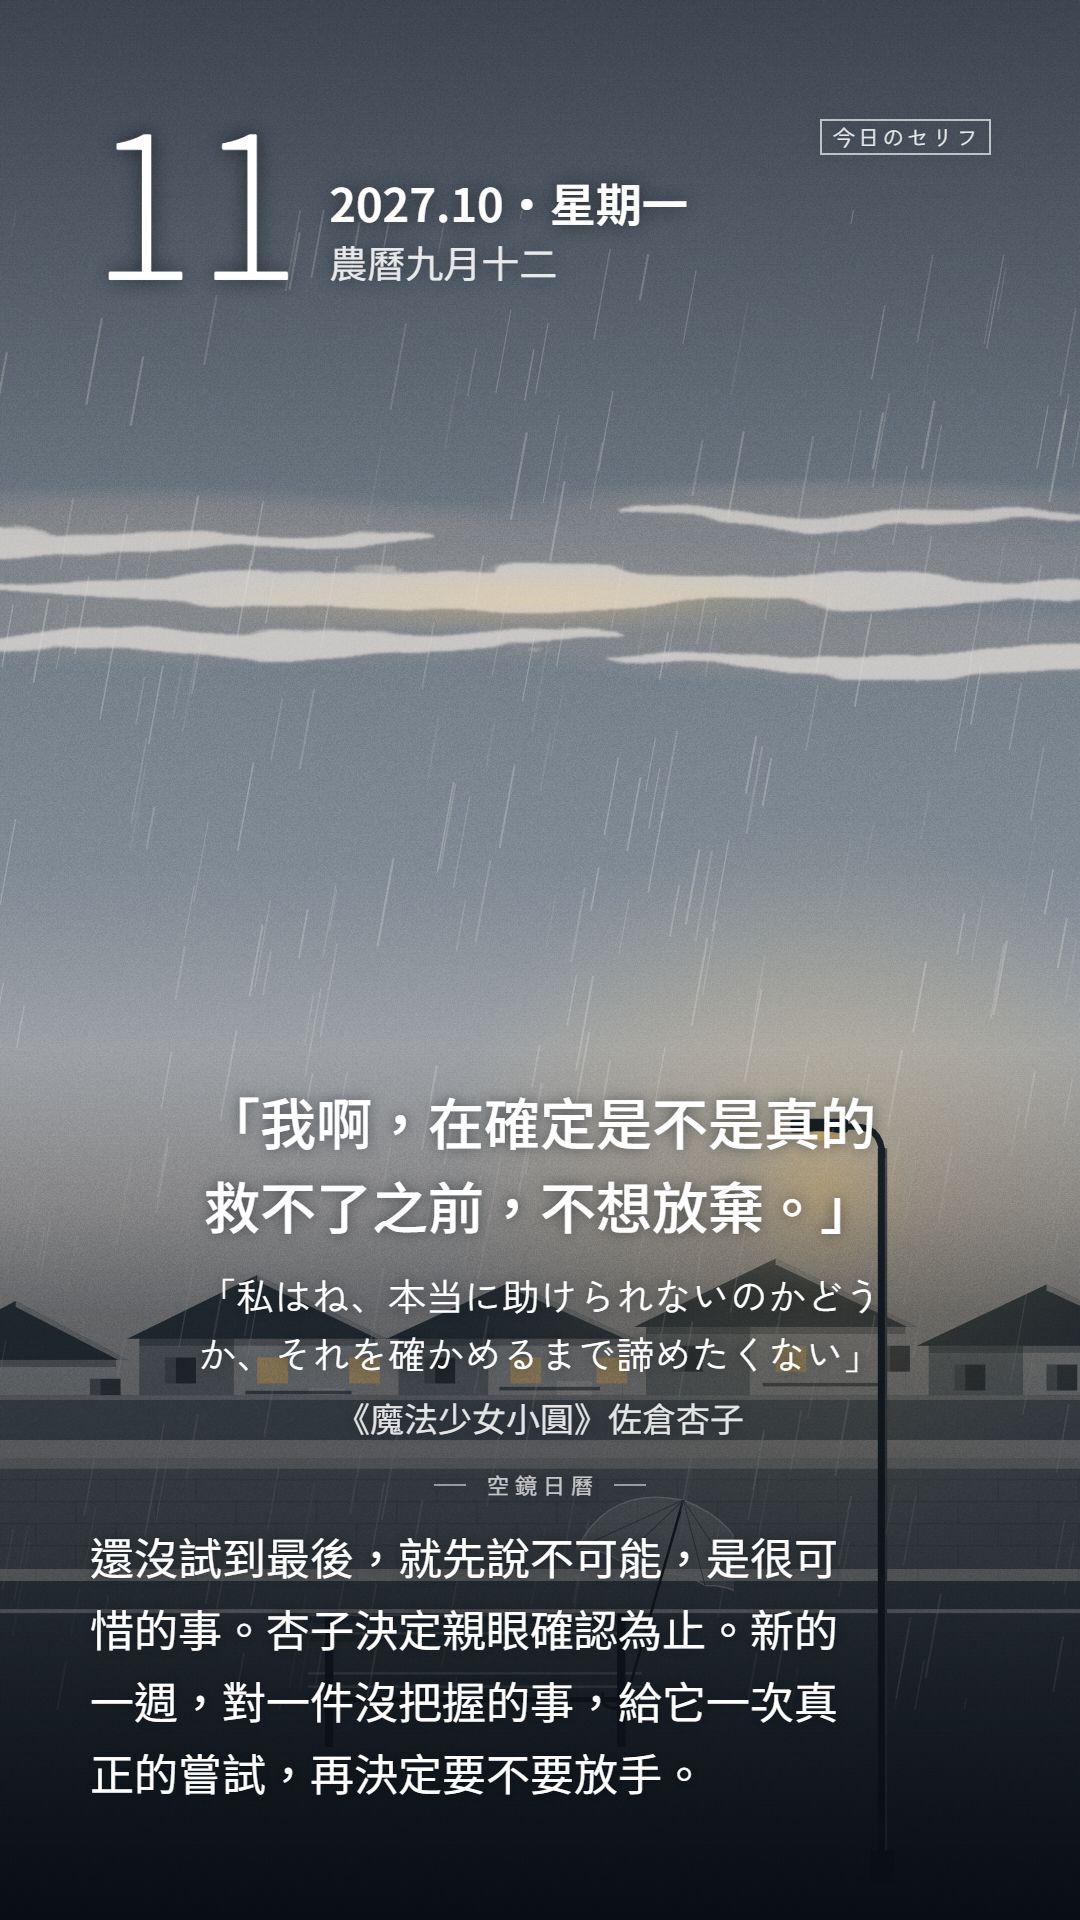 11
今日のセリフ
2027.10・星期一
農曆九月十二
「我啊，在確定是不是真的
救不了之前，不想放棄。」
「私はね、本当に助けられないのかどう
か、それを確かめるまで諦めたくない」
《魔法少女小圓》佐倉杏子
空鏡日曆
還沒試到最後，就先說不可能，是很可
惜的事。杏子決定親眼確認為止。新的
一週，對一件沒把握的事，給它一次真
正的嘗試，再決定要不要放手。